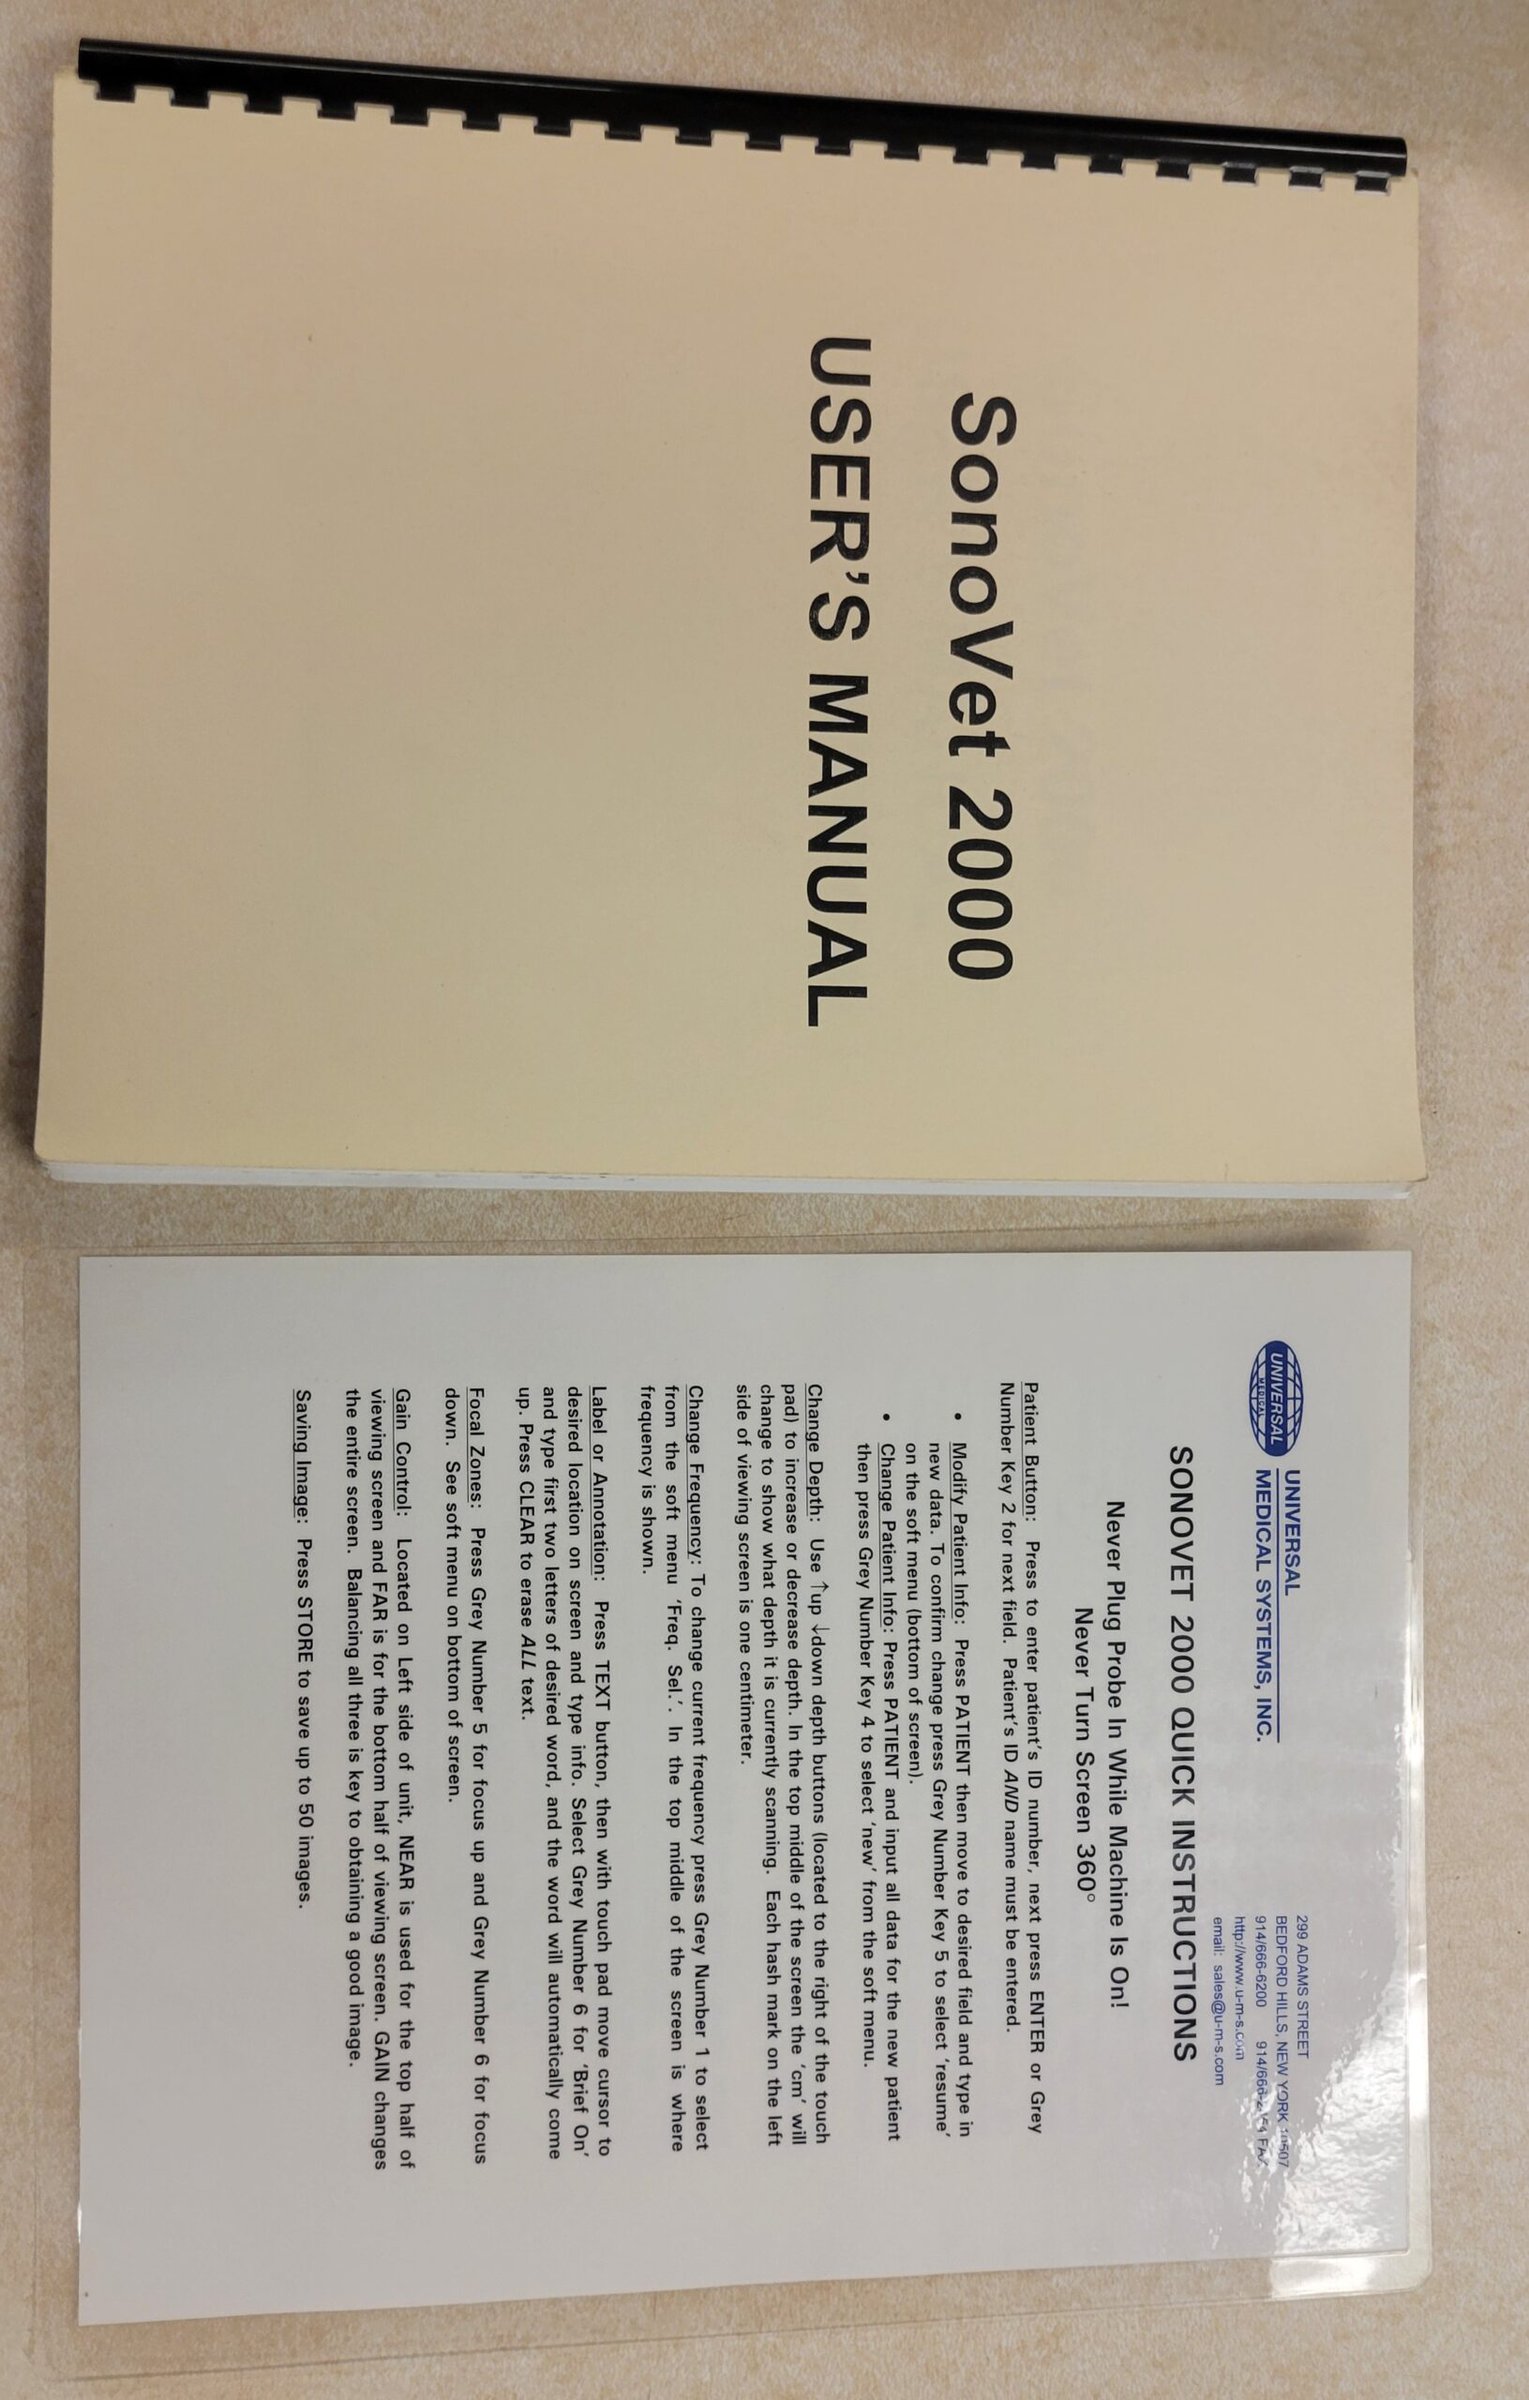 SonoVet 2000
USER'S MANUAL
UNIVERSAL
MEDICAL
UNIVERSAL
MEDICAL SYSTEMS, INC.
299 ADAMS STREET
BEDFORD HILLS, NEW YORK 10507
914/666-6200 FAX
http://www.u-m-s.com
email: sales@u-m-s.com
SONOVET 2000 QUICK INSTRUCTIONS
Never Plug Probe In While Machine Is On!
Never Turn Screen 360°
Patient Button: Press to enter patient's ID number, next press ENTER or Grey
Number Key 2 for next field. Patient's ID AND name must be entered.
• Modify Patient Info: Press PATIENT then move to desired field and type in
new data. To confirm change press Grey Number Key 5 to select 'resume'
on the soft menu (bottom of screen).
• Change Patient Info: Press PATIENT and input all data for the new patient
then press Grey Number Key 4 to select 'new' from the soft menu.
Change Depth: Use ↑up ↓down depth buttons (located to the right of the touch
pad) to increase or decrease depth. In the top middle of the screen the 'cm' will
change to show what depth it is currently scanning. Each hash mark on the left
side of viewing screen is one centimeter.
Change Frequency: To change current frequency press Grey Number 1 to select
from the soft menu 'Freq. Sel.'. In the top middle of the screen is where
frequency is shown.
Label or Annotation: Press TEXT button, then with touch pad move cursor to
desired location on screen and type info. Select Grey Number 6 for 'Brief On'
and type first two letters of desired word, and the word will automatically come
up. Press CLEAR to erase ALL text.
Focal Zones: Press Grey Number 5 for focus up and Grey Number 6 for focus
down. See soft menu on bottom of screen.
Gain Control: Located on Left side of unit, NEAR is used for the top half of
viewing screen and FAR is for the bottom half of viewing screen. GAIN changes
the entire screen. Balancing all three is key to obtaining a good image.
Saving Image: Press STORE to save up to 50 images.